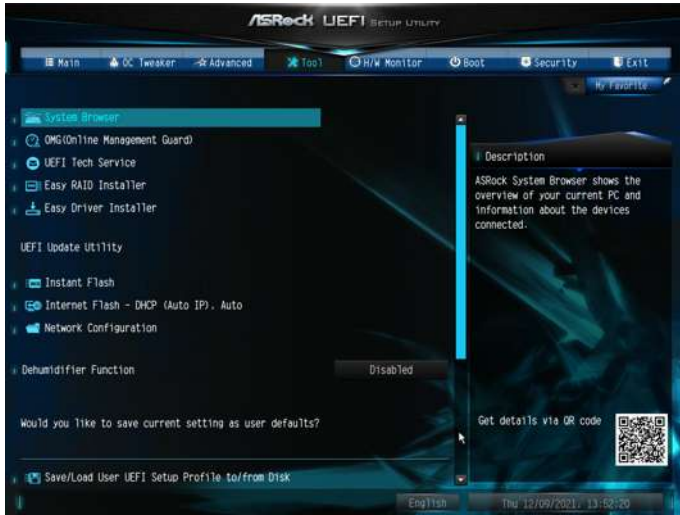 ASRock UEFI SETUP UTILITY
Main OC Tweaker Advanced Tool H/W Monitor Boot Security Exit
My Favorite
System Browser
OMG(Online Management Guard)
UEFI Tech Service
Easy RAID Installer
Easy Driver Installer
UEFI Update Utility
Instant Flash
Internet Flash - DHCP (Auto IP), Auto
Network Configuration
Dehumidifier Function Disabled
Would you like to save current setting as user defaults?
Save/Load User UEFI Setup Profile to/from Disk
Description
ASRock System Browser shows the
overview of your current PC and
information about the devices
connected.
Get details via QR code
English Thu 12/09/2021, 13:52:20